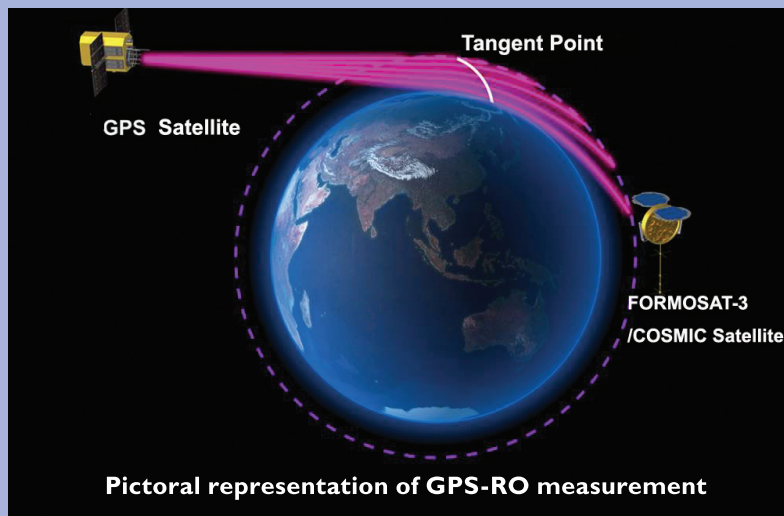 Tangent Point
GPS  Satellite
FORMOSAT-3
/COSMIC Satellite
Pictoral representation of GPS-RO measurement